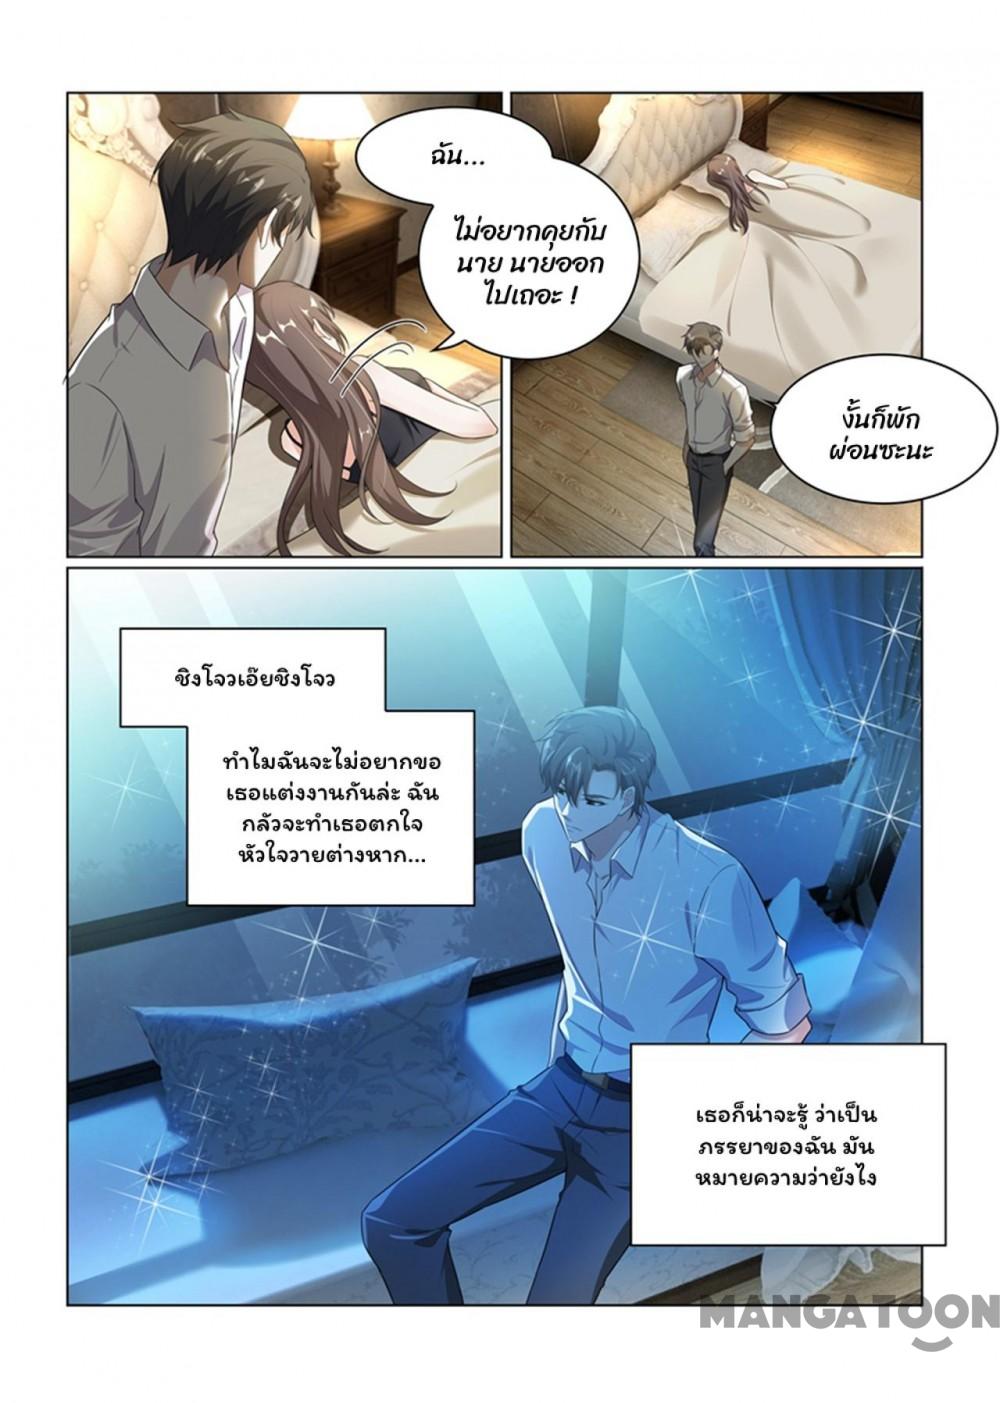 ฉัน...
ไม่อยากคุยกับ
นาย นายออก
ไปเถอะ !
งั้นก็พัก
ผ่อนซะนะ
ชิงโจวเอ๊ยชิงโจว
ทำไมฉันจะไม่อยากขอ
เธอแต่งงานกันล่ะ ฉัน
กลัวจะทำเธอตกใจ
หัวใจวายต่างหาก...
เธอก็น่าจะรู้ ว่าเป็น
ภรรยาของฉัน มัน
หมายความว่ายังไง
MANGATOON